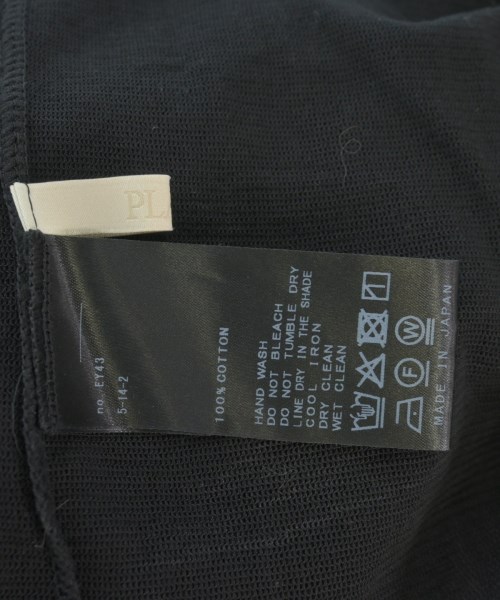 PL
no. EY43
5-14-2
100% COTTON
HAND WASH
DO NOT BLEACH
DO NOT TUMBLE DRY
LINE DRY IN THE SHADE
COOL IRON
DRY CLEAN
WET CLEAN
F
W
MADE IN JAPAN